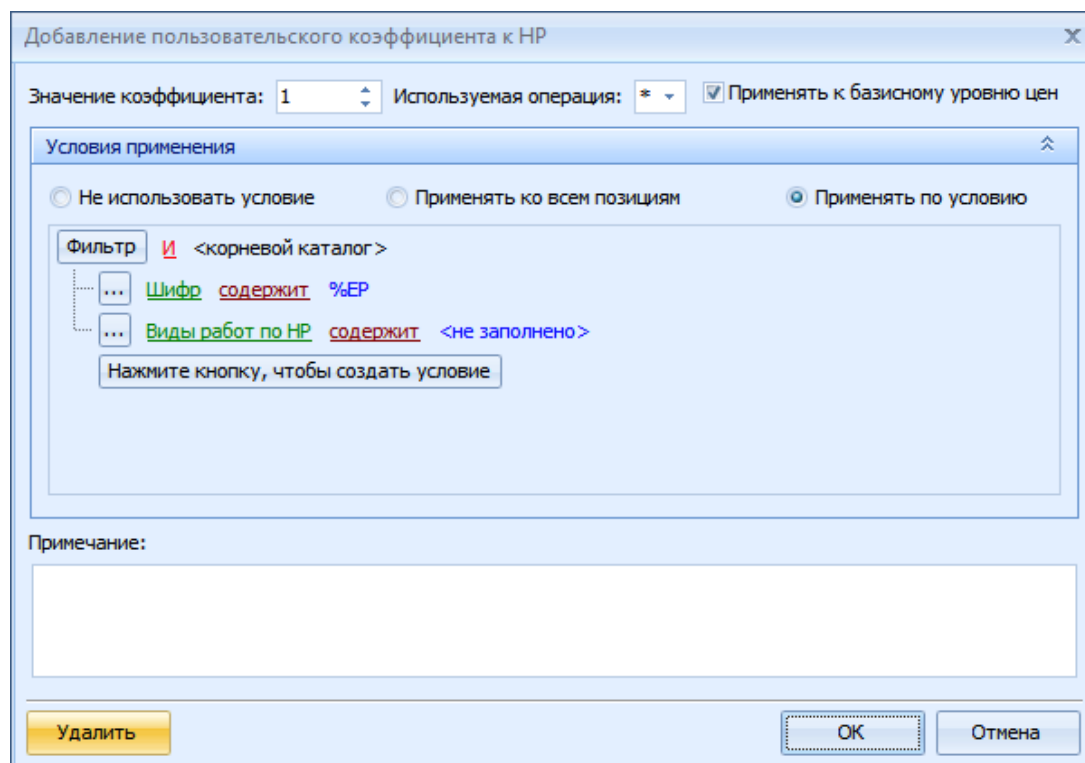 Добавление пользовательского коэффициента к НР
Значение коэффициента: 1 Используемая операция: * Применять к базисному уровню цен
Условия применения
Не использовать условие Применять ко всем позициям Применять по условию
Фильтр И <корневой каталог>
... Шифр содержит %ЕР
... Виды работ по НР содержит <не заполнено>
Нажмите кнопку, чтобы создать условие
Примечание:
Удалить ОК Отмена